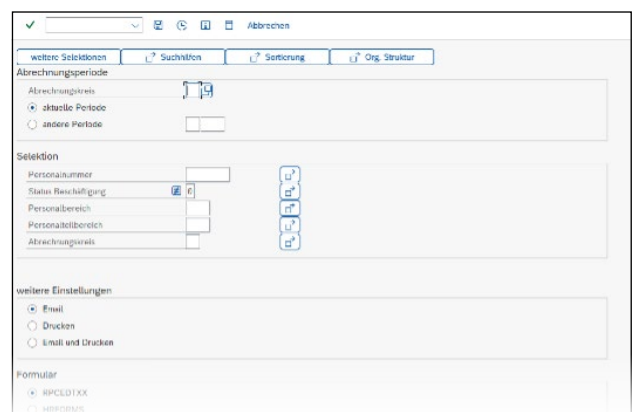 Abbrechen
weitere Selektionen Suchhilfen Sortierung Org. Struktur
Abrechnungsperiode
Abrechnungskreis
aktuelle Periode
andere Periode
Selektion
Personalnummer
Status Beschäftigung
Personalbereich
Personalteilbereich
Abrechnungskreis
weitere Einstellungen
Email
Drucken
Email und Drucken
Formular
RPCEDTXX
HRFORMS